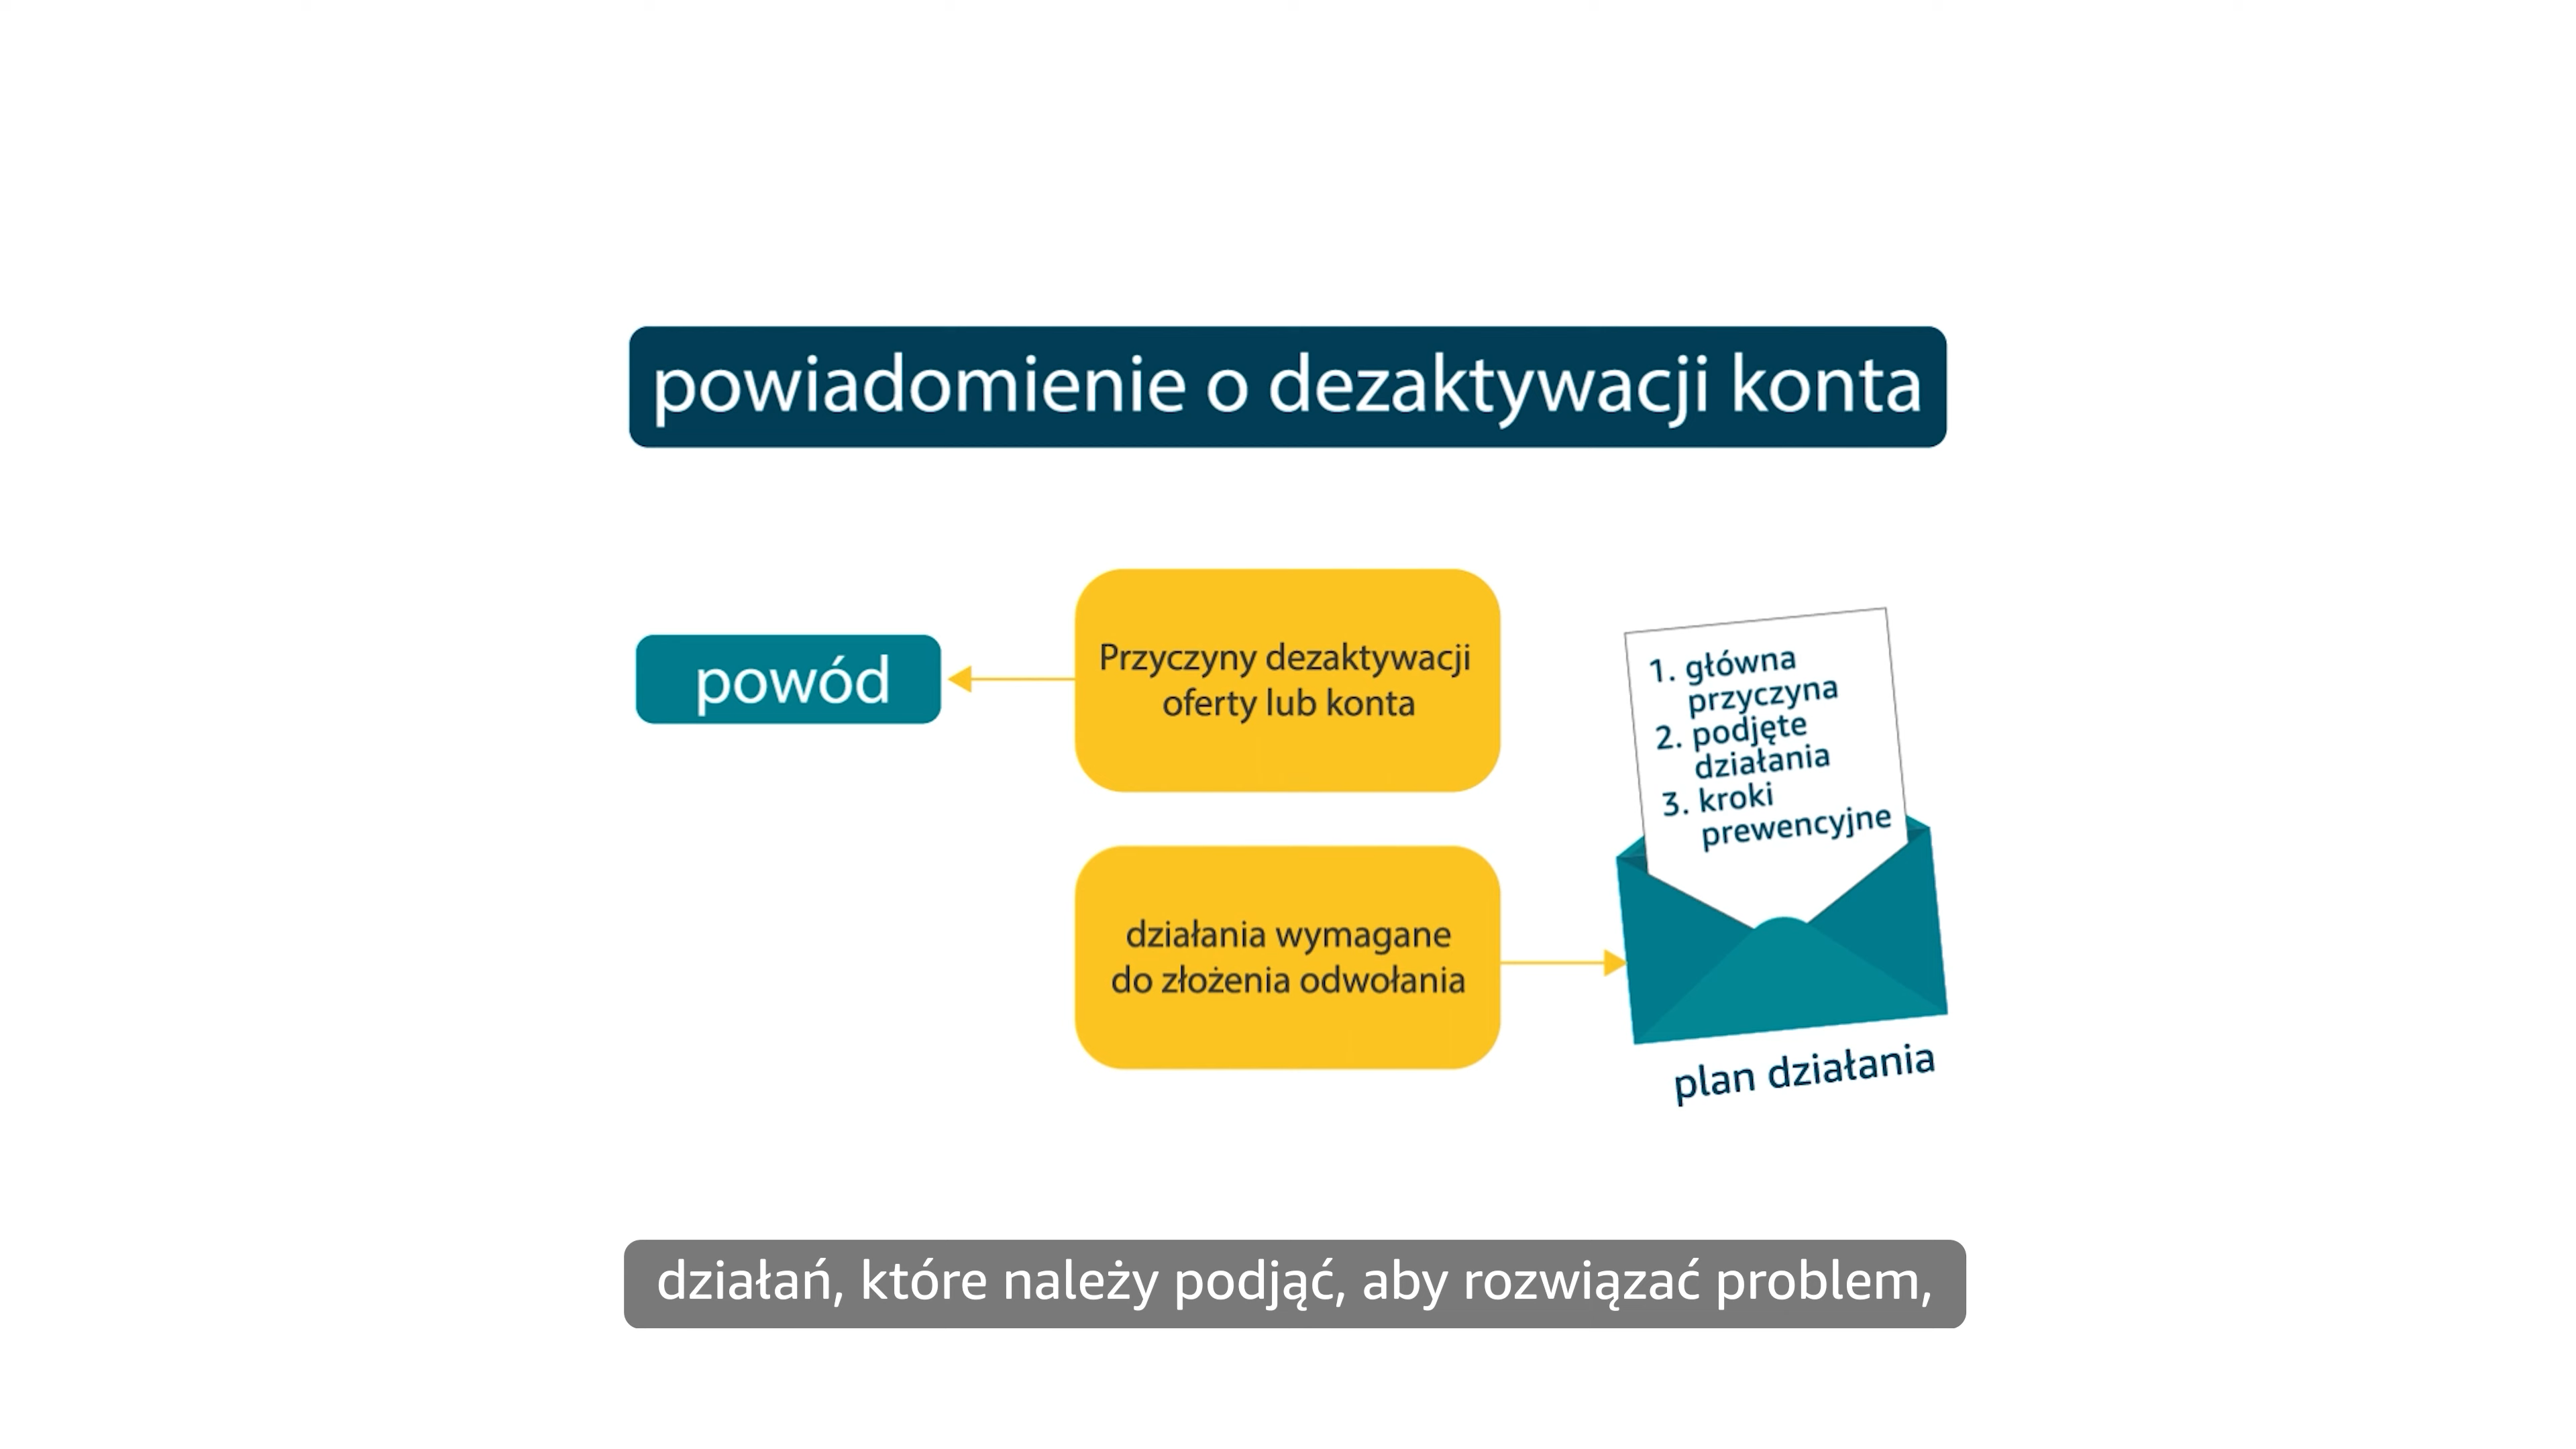 powiadomienie o dezaktywacji konta
powód
Przyczyny dezaktywacji
oferty lub konta
działania wymagane
do złożenia odwołania
1. główna
przyczyna
2. podjęte
działania
3. kroki
prewencyjne
plan działania
działań, które należy podjąć, aby rozwiązać problem,